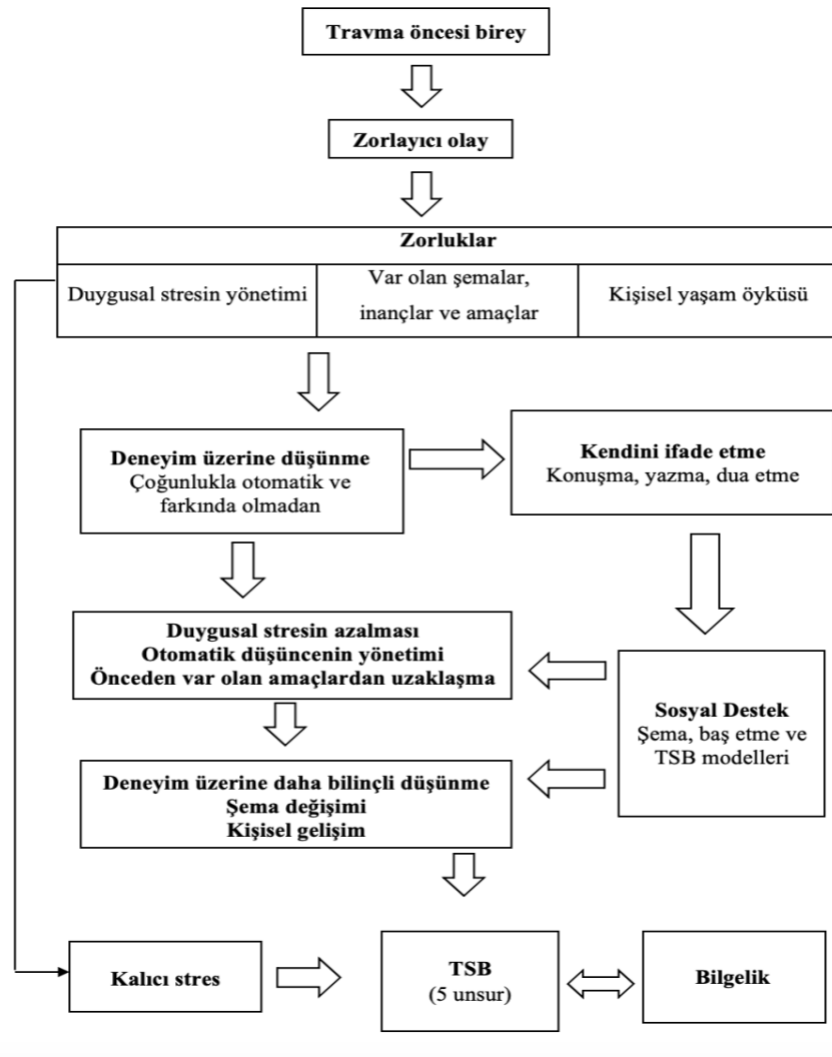 Travma öncesi birey
Zorlayıcı olay
Zorluklar
Duygusal stresin yönetimi
Var olan şemalar,
inançlar ve amaçlar
Kişisel yaşam öyküsü
Deneyim üzerine düşünme
Çoğunlukla otomatik ve
farkında olmadan
Kendini ifade etme
Konuşma, yazma, dua etme
Duygusal stresin azalması
Otomatik düşüncenin yönetimi
Önceden var olan amaçlardan uzaklaşma
Sosyal Destek
Şema, baş etme ve
TSB modelleri
Deneyim üzerine daha bilinçli düşünme
Şema değişimi
Kişisel gelişim
Kalıcı stres
TSB
(5 unsur)
Bilgelik